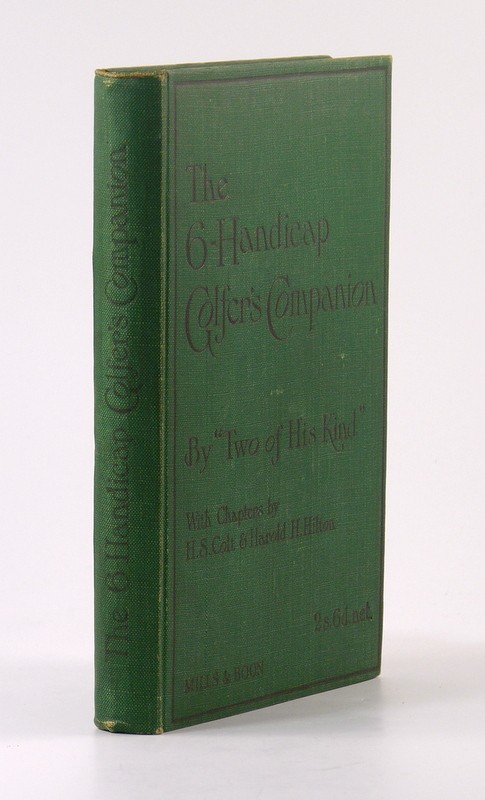 The 6 Handicap Golfer's Companion
The
6-Handicap
Golfer's Companion
By "Two of His Kind"
With Chapters by
H.S. Colt & Harold H. Hilton
2s. 6d. net.
MILLS & BOON